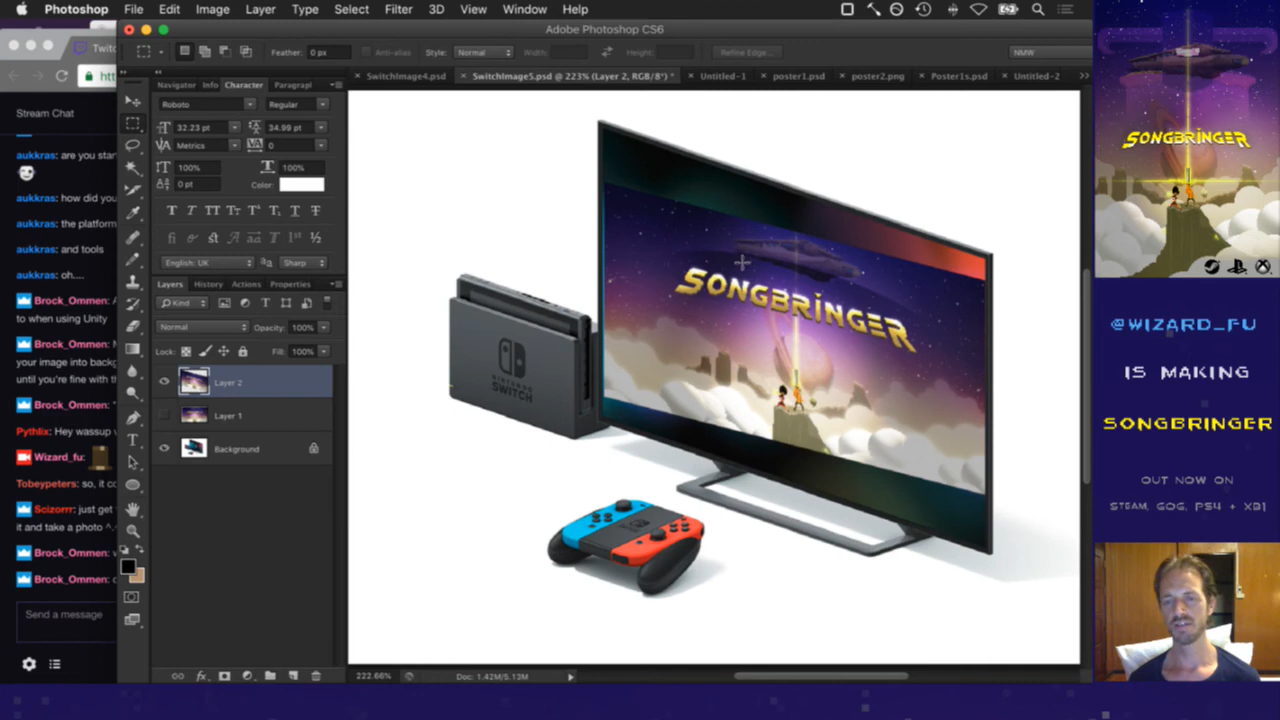 Photoshop File Edit Image Layer Type Select Filter 3D View Window Help
Adobe Photoshop CS6
Feather: 0 px Anti-alias Style: Normal Width: Height: Refine Edge... NMW
SwitchImage4.psd SwitchImage5.psd @ 223% (Layer 2, RGB/8*) * Untitled-1 poster1.psd poster2.png Poster1s.psd Untitled-2
Twitc
htt
Stream Chat
aukkras: are you star
aukkras: how did you
aukkras: the platform
aukkras: and tools
aukkras: oh....
Brock_Ommen: A
to when using Unity
Brock_Ommen: M
your image into backg
until you're fine with th
Brock_Ommen: "
Pythlix: Hey wassup v
Wizard_fu:
Tobeypeters: so, it co
Scizorrr: just get
it and take a photo ^.^
Brock_Ommen: v
Brock_Ommen: c
Send a message
Navigator Info Character Paragrapl
Roboto Regular
32.23 pt 34.99 pt
Metrics 0
100% 100%
0 pt Color:
English: UK Sharp
Layers History Actions Properties
Kind
Normal Opacity: 100%
Lock: Fill: 100%
Layer 2
Layer 1
Background
222.66% Doc: 1.42M/5.13M
SONGBRINGER
NINTENDO
SWITCH
SONGBRINGER
@WIZARD_FU
IS MAKING
SONGBRINGER
OUT NOW ON
STEAM, GOG, PS4 + XB1